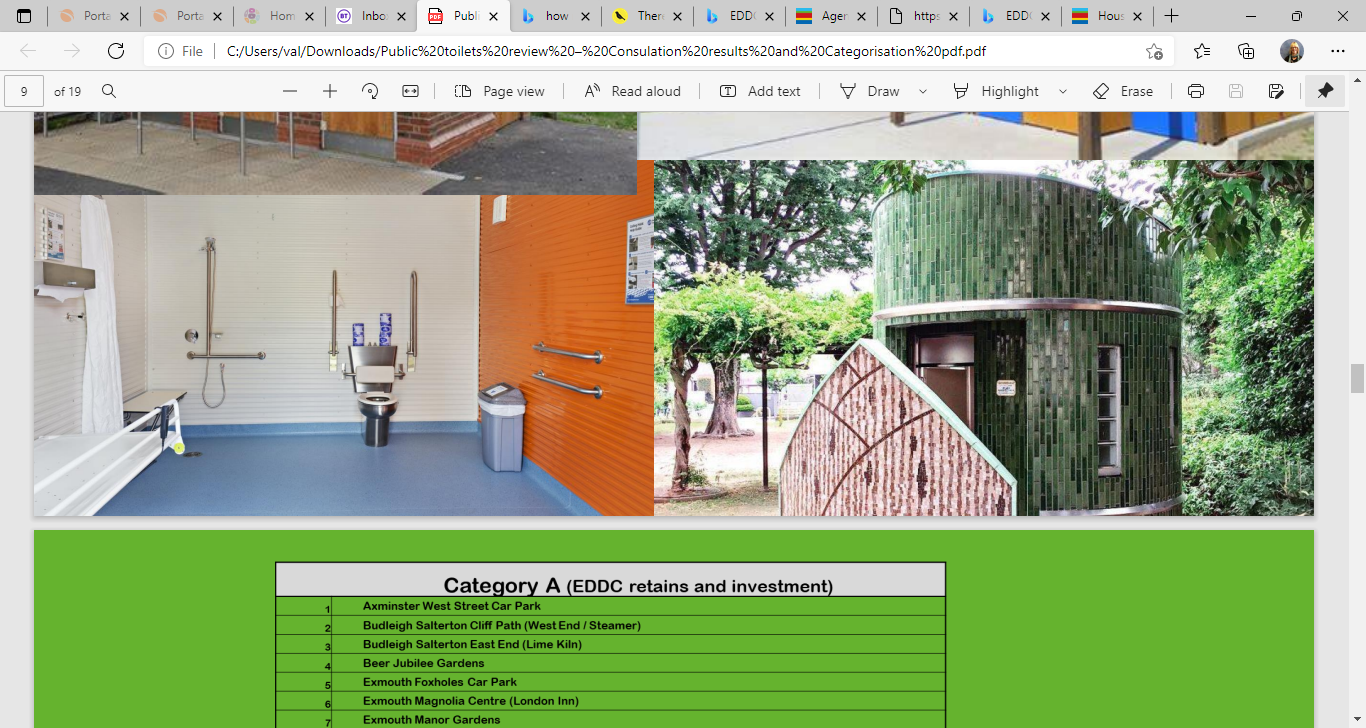 Porta
Porta
Hom
Inbo
Publi
how
Ther
EDD
Agen
https
EDD
Hous
File C:/Users/val/Downloads/Public%20toilets%20review%20–%20Consulation%20results%20and%20Categorisation%20pdf.pdf
9 of 19 Page view Read aloud Add text Draw Highlight Erase
Category A (EDDC retains and investment)
1 Axminster West Street Car Park
2 Budleigh Salterton Cliff Path (West End / Steamer)
3 Budleigh Salterton East End (Lime Kiln)
4 Beer Jubilee Gardens
5 Exmouth Foxholes Car Park
6 Exmouth Magnolia Centre (London Inn)
7 Exmouth Manor Gardens